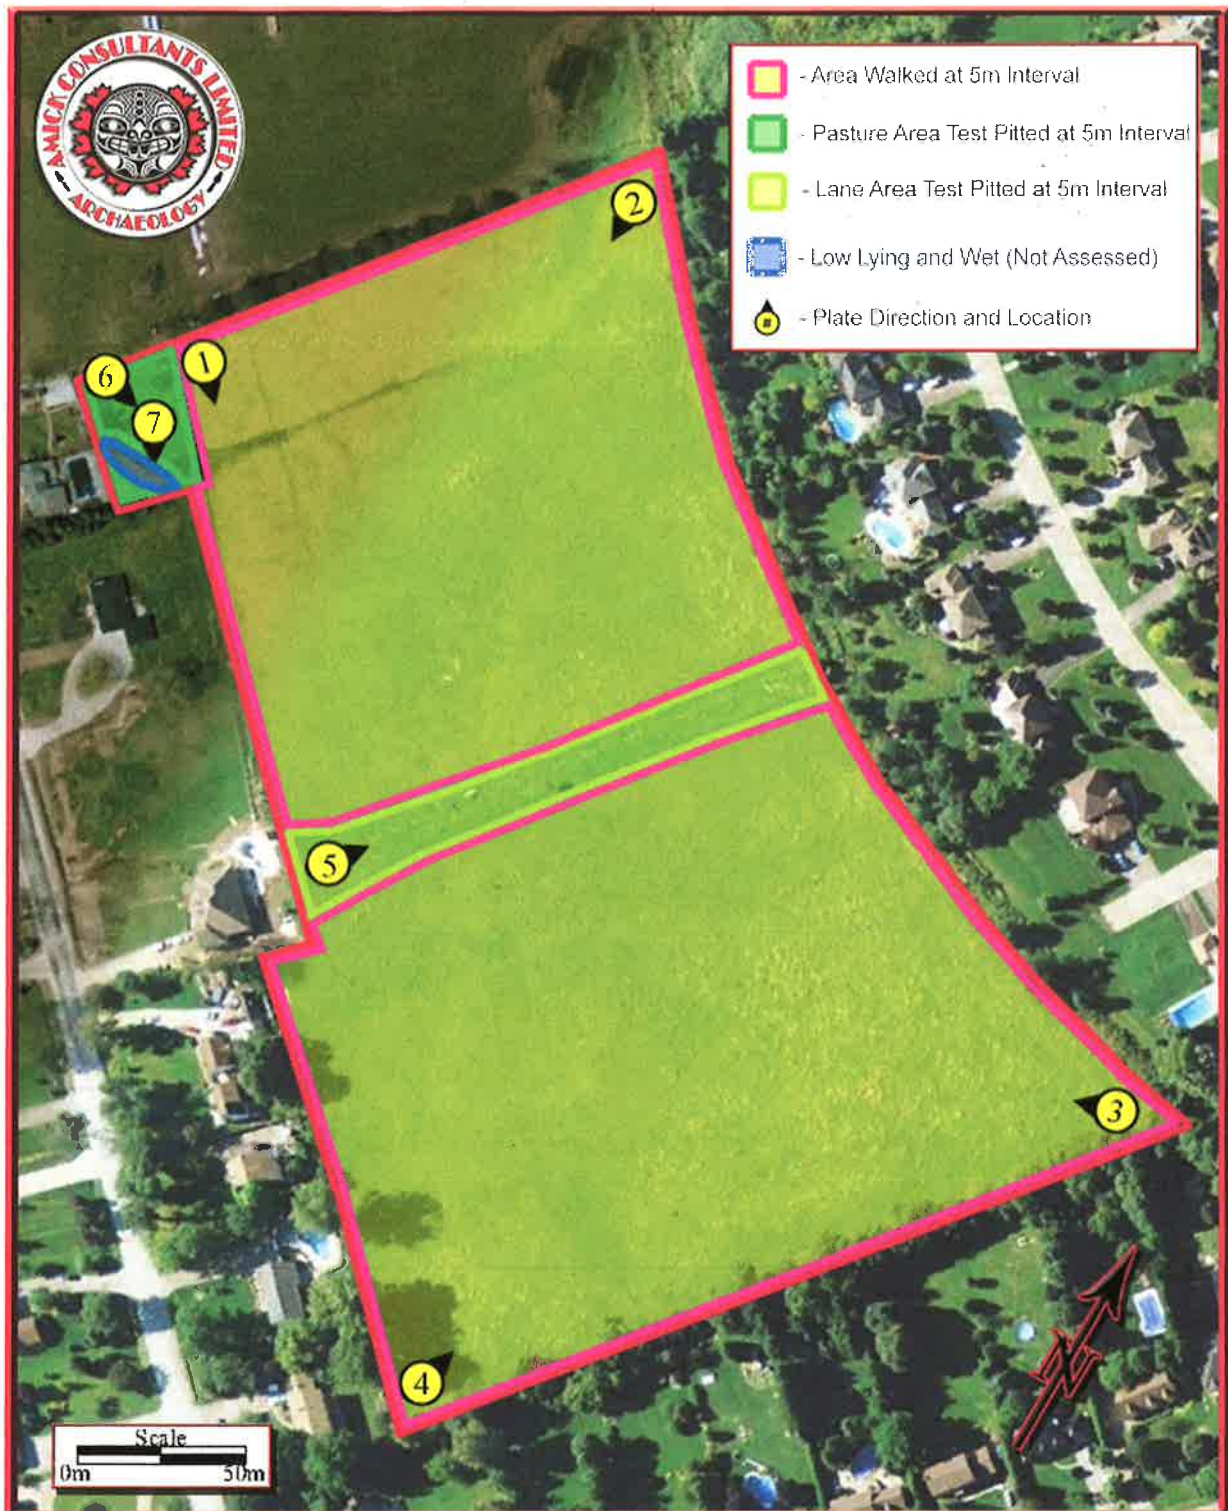 AMICK CONSULTANTS LIMITED
ARCHAEOLOGY
- Area Walked at 5m Interval
- Pasture Area Test Pitted at 5m Interval
- Lane Area Test Pitted at 5m Interval
- Low Lying and Wet (Not Assessed)
# - Plate Direction and Location
2
1
6
7
5
3
4
N
Scale
0m 50m